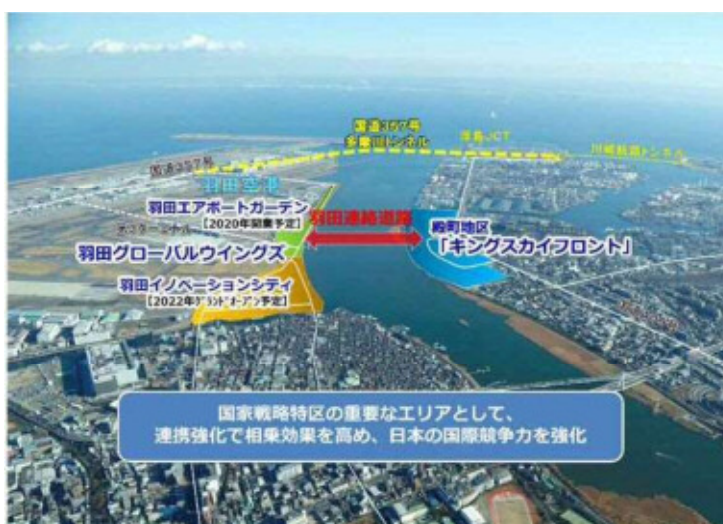 国道357号
多摩川トンネル
浮島JCT
川崎航路トンネル
国道357号
羽田空港
羽田エアポートガーデン
【2020年開業予定】
羽田連絡道路
殿町地区
「キングスカイフロント」
羽田グローバルウイングズ
羽田イノベーションシティ
【2022年グランドオープン予定】
国家戦略特区の重要なエリアとして、
連携強化で相乗効果を高め、日本の国際競争力を強化